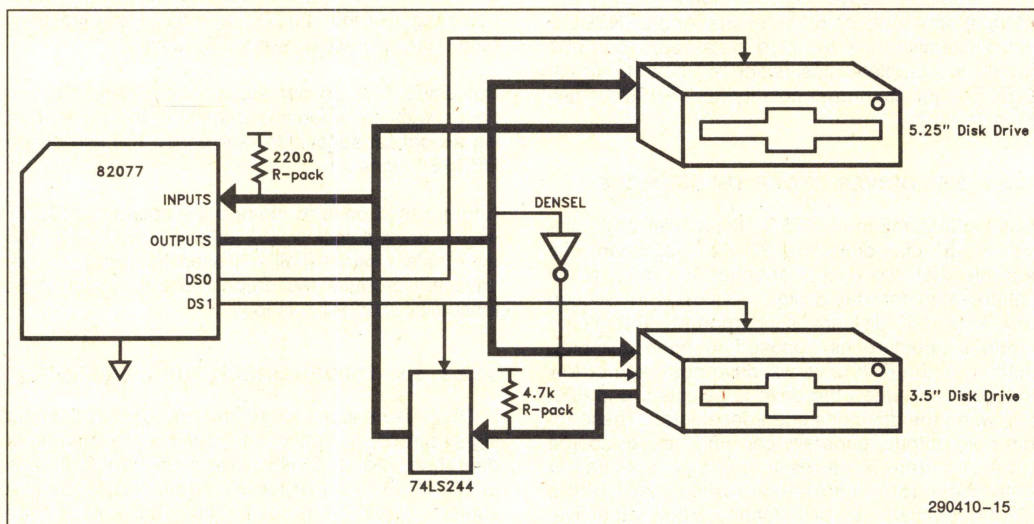 82077
220Ω
R-pack
INPUTS
OUTPUTS
DS0
DS1
DENSEL
5.25" Disk Drive
4.7k
R-pack
3.5" Disk Drive
74LS244
290410-15